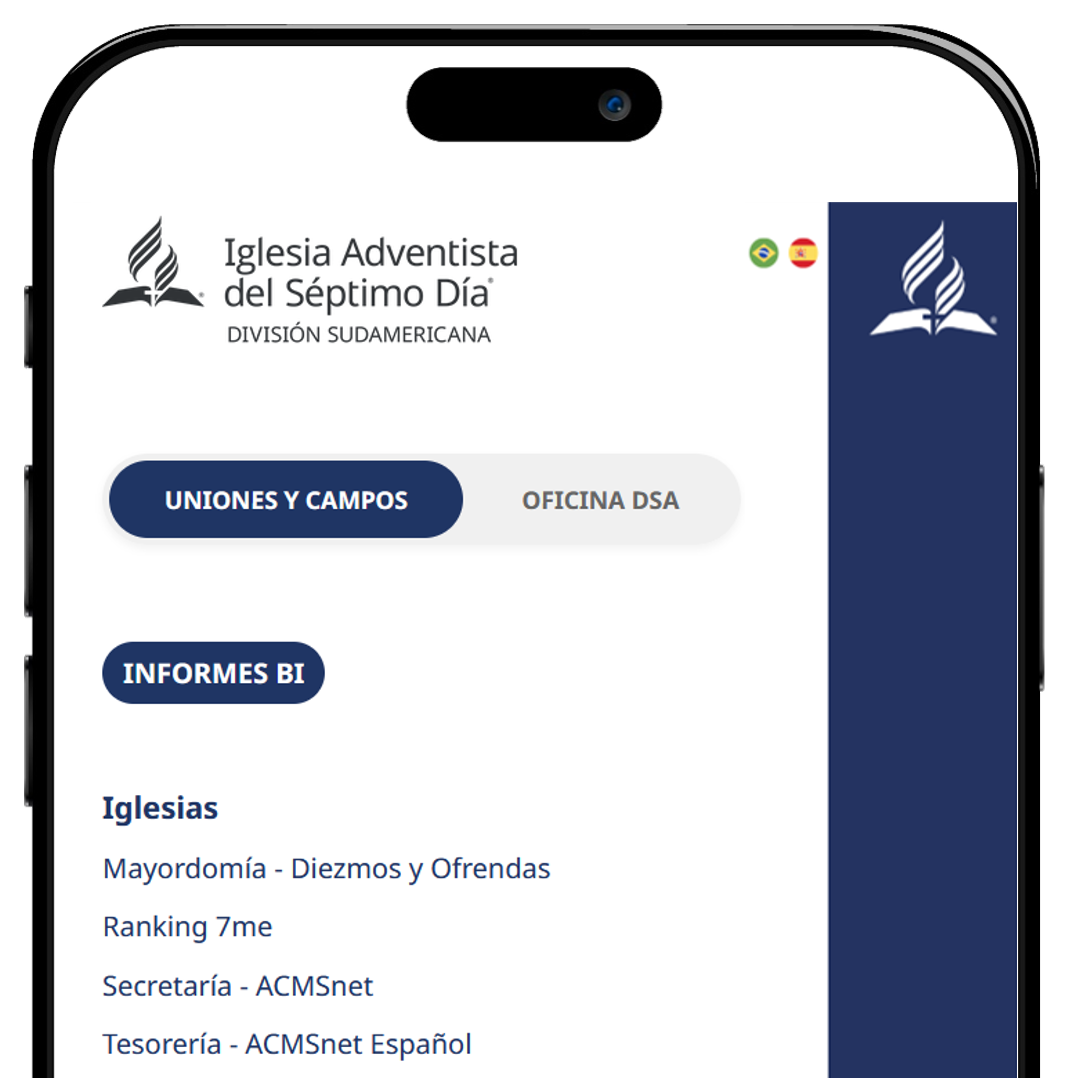 Iglesia Adventista
del Séptimo Día®
DIVISIÓN SUDAMERICANA
UNIONES Y CAMPOS
OFICINA DSA
INFORMES BI
Iglesias
Mayordomía - Diezmos y Ofrendas
Ranking 7me
Secretaría - ACMSnet
Tesorería - ACMSnet Español